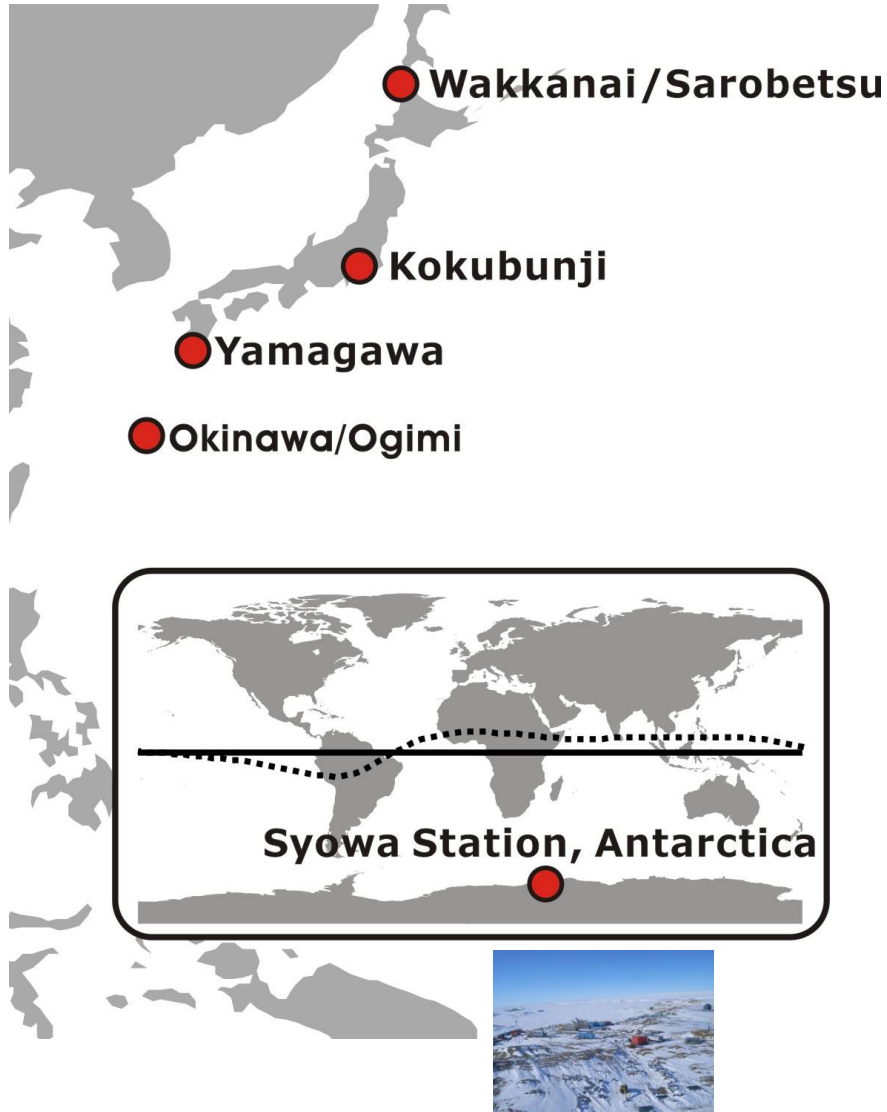 Wakkanai/Sarobetsu
Kokubunji
Yamagawa
Okinawa/Ogimi
Syowa Station, Antarctica